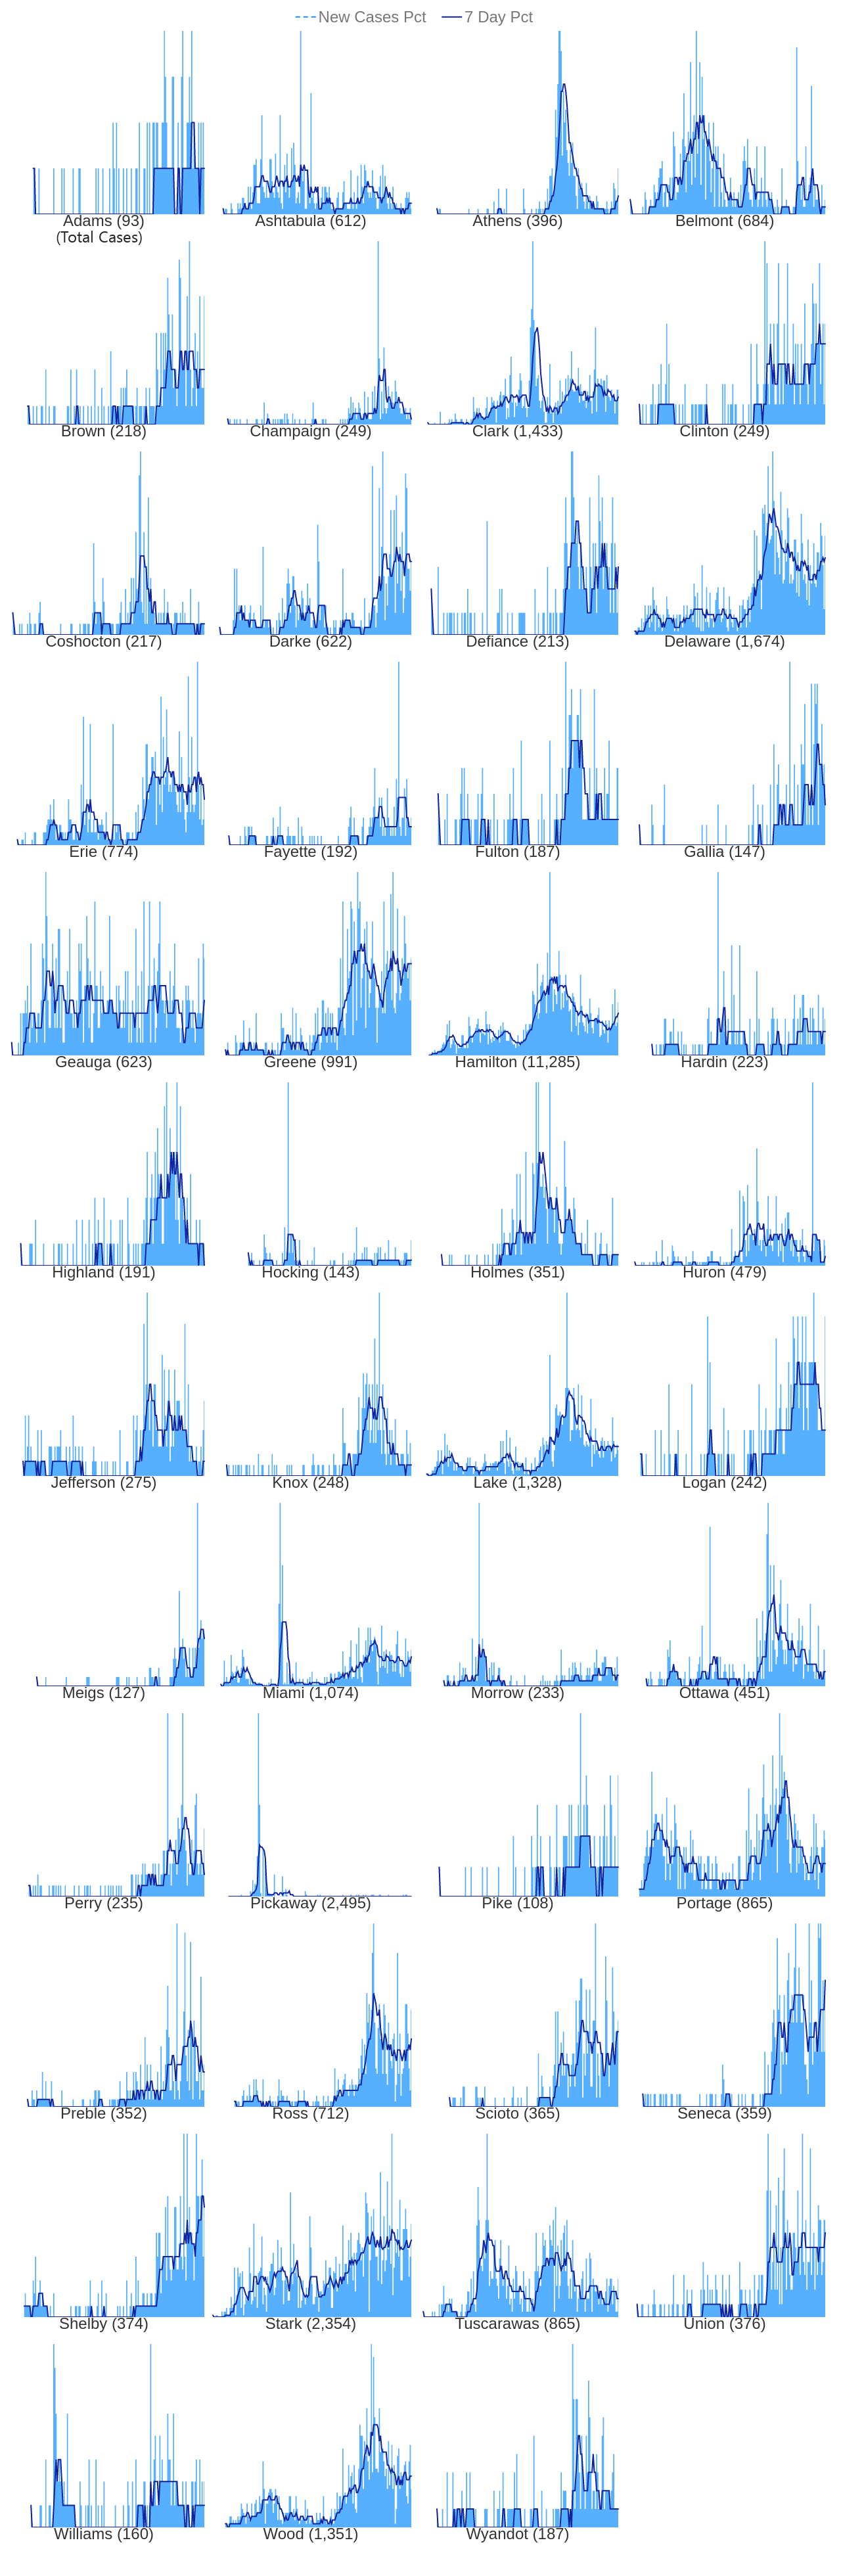 New Cases Pct 7 Day Pct
Adams (93) Ashtabula (612) Athens (396) Belmont (684)
(Total Cases)
Brown (218) Champaign (249) Clark (1,433) Clinton (249)
Coshocton (217) Darke (622) Defiance (213) Delaware (1,674)
Erie (774) Fayette (192) Fulton (187) Gallia (147)
Geauga (623) Greene (991) Hamilton (11,285) Hardin (223)
Highland (191) Hocking (143) Holmes (351) Huron (479)
Jefferson (275) Knox (248) Lake (1,328) Logan (242)
Meigs (127) Miami (1,074) Morrow (233) Ottawa (451)
Perry (235) Pickaway (2,495) Pike (108) Portage (865)
Preble (352) Ross (712) Scioto (365) Seneca (359)
Shelby (374) Stark (2,354) Tuscarawas (865) Union (376)
Williams (160) Wood (1,351) Wyandot (187)